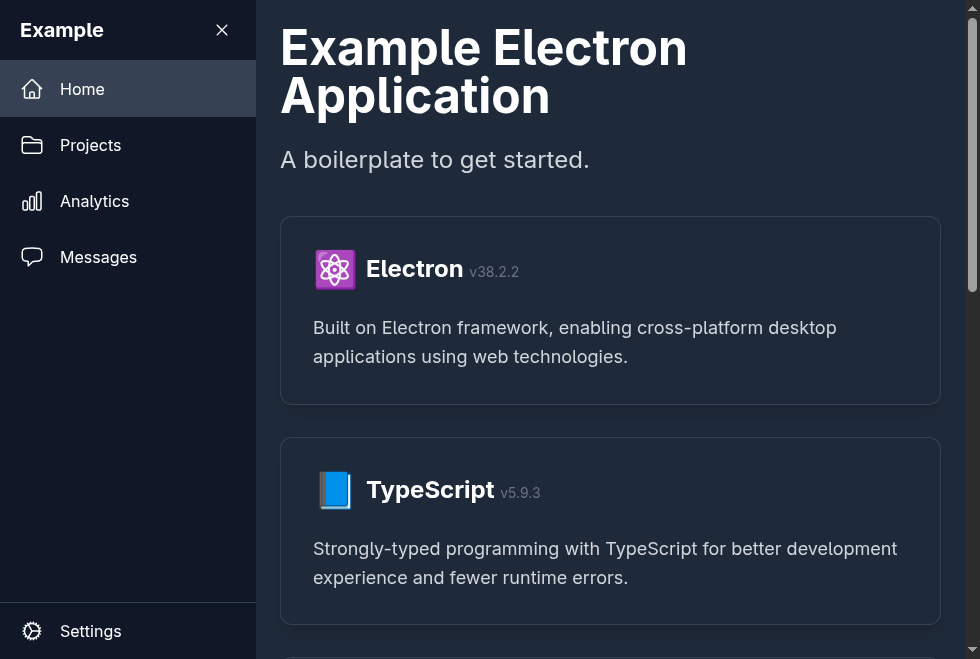 Example
Home
Projects
Analytics
Messages
Settings
Example Electron
Application
A boilerplate to get started.
Electron v38.2.2
Built on Electron framework, enabling cross-platform desktop
applications using web technologies.
TypeScript v5.9.3
Strongly-typed programming with TypeScript for better development
experience and fewer runtime errors.